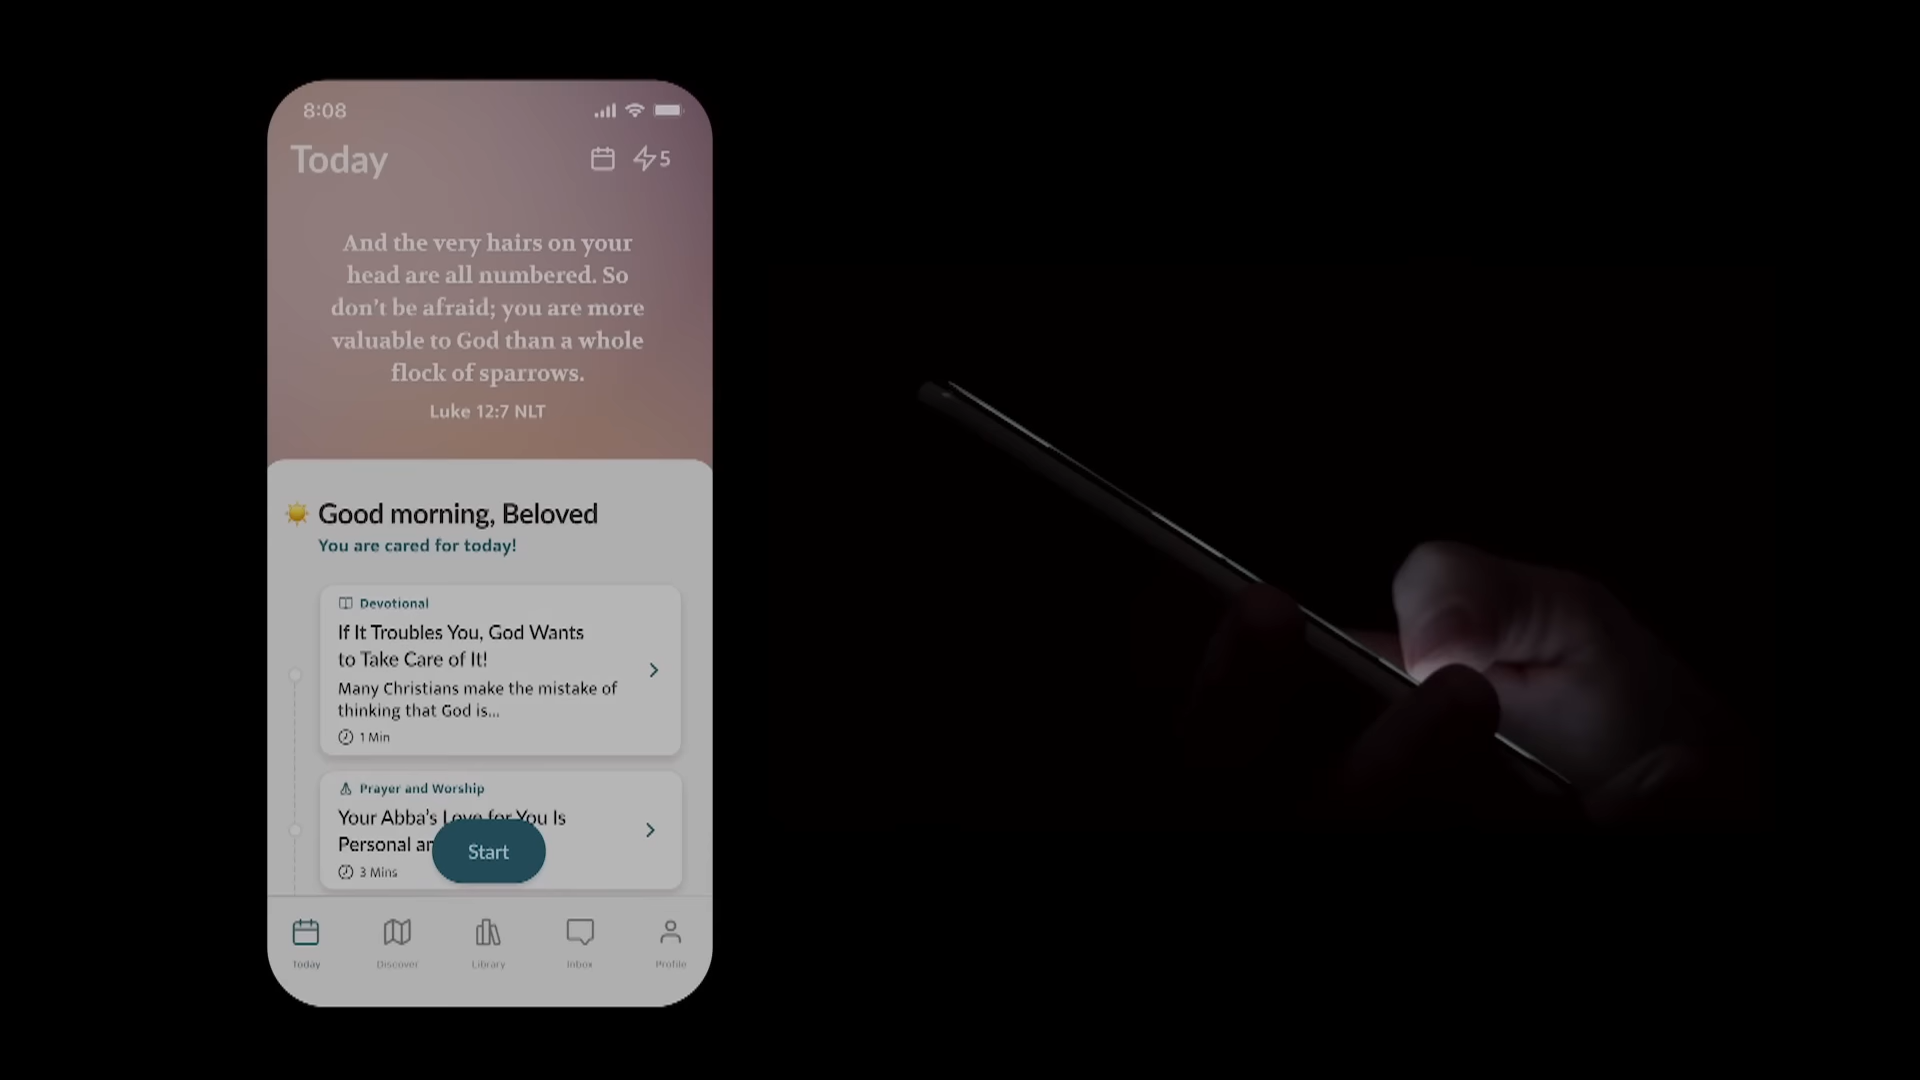 8:08
Today
5
And the very hairs on your
head are all numbered. So
don't be afraid; you are more
valuable to God than a whole
flock of sparrows.
Luke 12:7 NLT
Good morning, Beloved
You are cared for today!
Devotional
If It Troubles You, God Wants
to Take Care of It!
Many Christians make the mistake of
thinking that God is...
1 Min
Prayer and Worship
Your Abba's Love for You Is
Personal
3 Mins
Start
Today
Discover
Library
Inbox
Profile